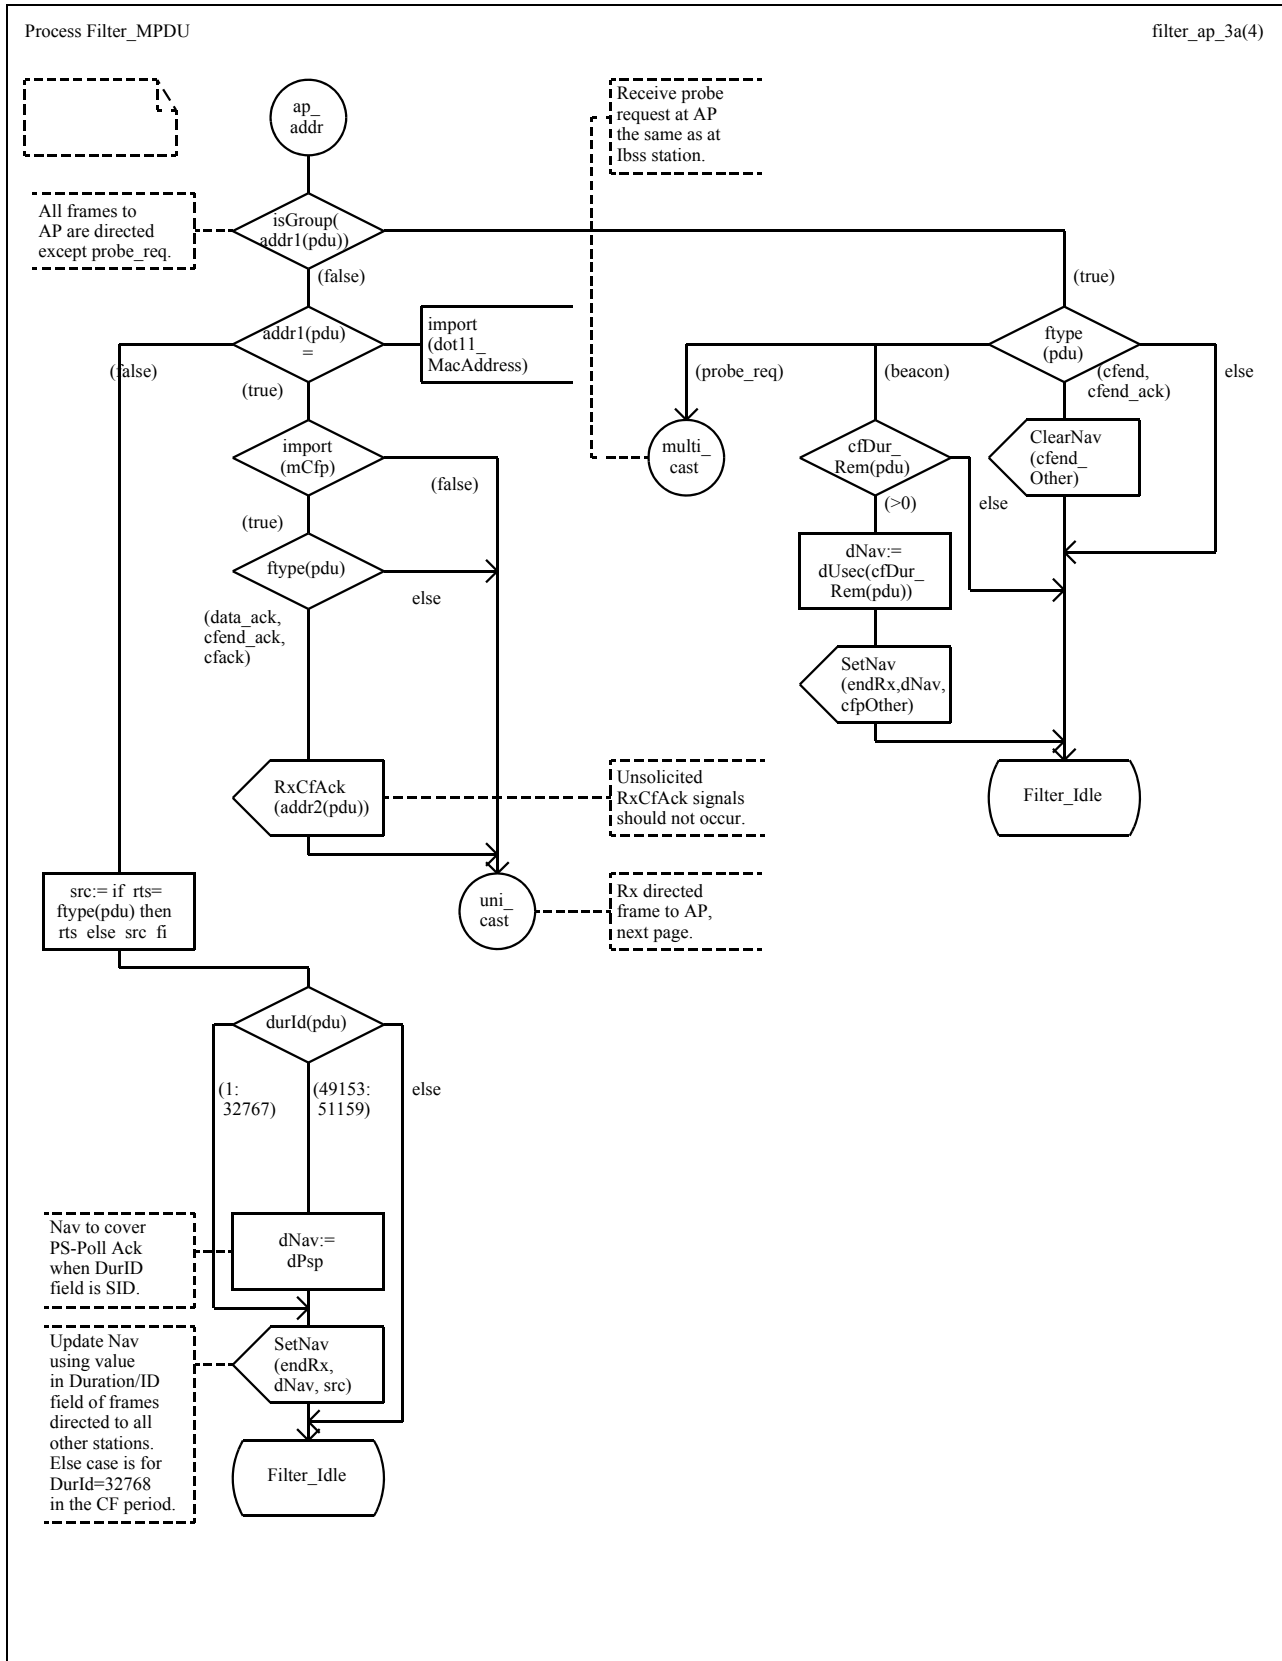 Process Filter_MPDU
filter_ap_3a(4)
ap_
addr
Receive probe
request at AP
the same as at
Ibss station.
All frames to
AP are directed
except probe_req.
isGroup(
addr1(pdu))
(false)
(true)
addr1(pdu)
=
import
(dot11_
MacAddress)
ftype
(pdu)
(false)
(true)
(probe_req)
(beacon)
(cfend,
cfend_ack)
else
import
(mCfp)
(false)
(true)
multi_
cast
cfDur_
Rem(pdu)
(>0)
else
ClearNav
(cfend_
Other)
ftype(pdu)
else
(data_ack,
cfend_ack,
cfack)
dNav:=
dUsec(cfDur_
Rem(pdu))
SetNav
(endRx,dNav,
cfpOther)
RxCfAck
(addr2(pdu))
Unsolicited
RxCfAck signals
should not occur.
Filter_Idle
src:= if rts=
ftype(pdu) then
rts else src fi
uni_
cast
Rx directed
frame to AP,
next page.
durId(pdu)
(1:
32767)
(49153:
51159)
else
Nav to cover
PS-Poll Ack
when DurID
field is SID.
dNav:=
dPsp
Update Nav
using value
in Duration/ID
field of frames
directed to all
other stations.
Else case is for
DurId=32768
in the CF period.
SetNav
(endRx,
dNav, src)
Filter_Idle